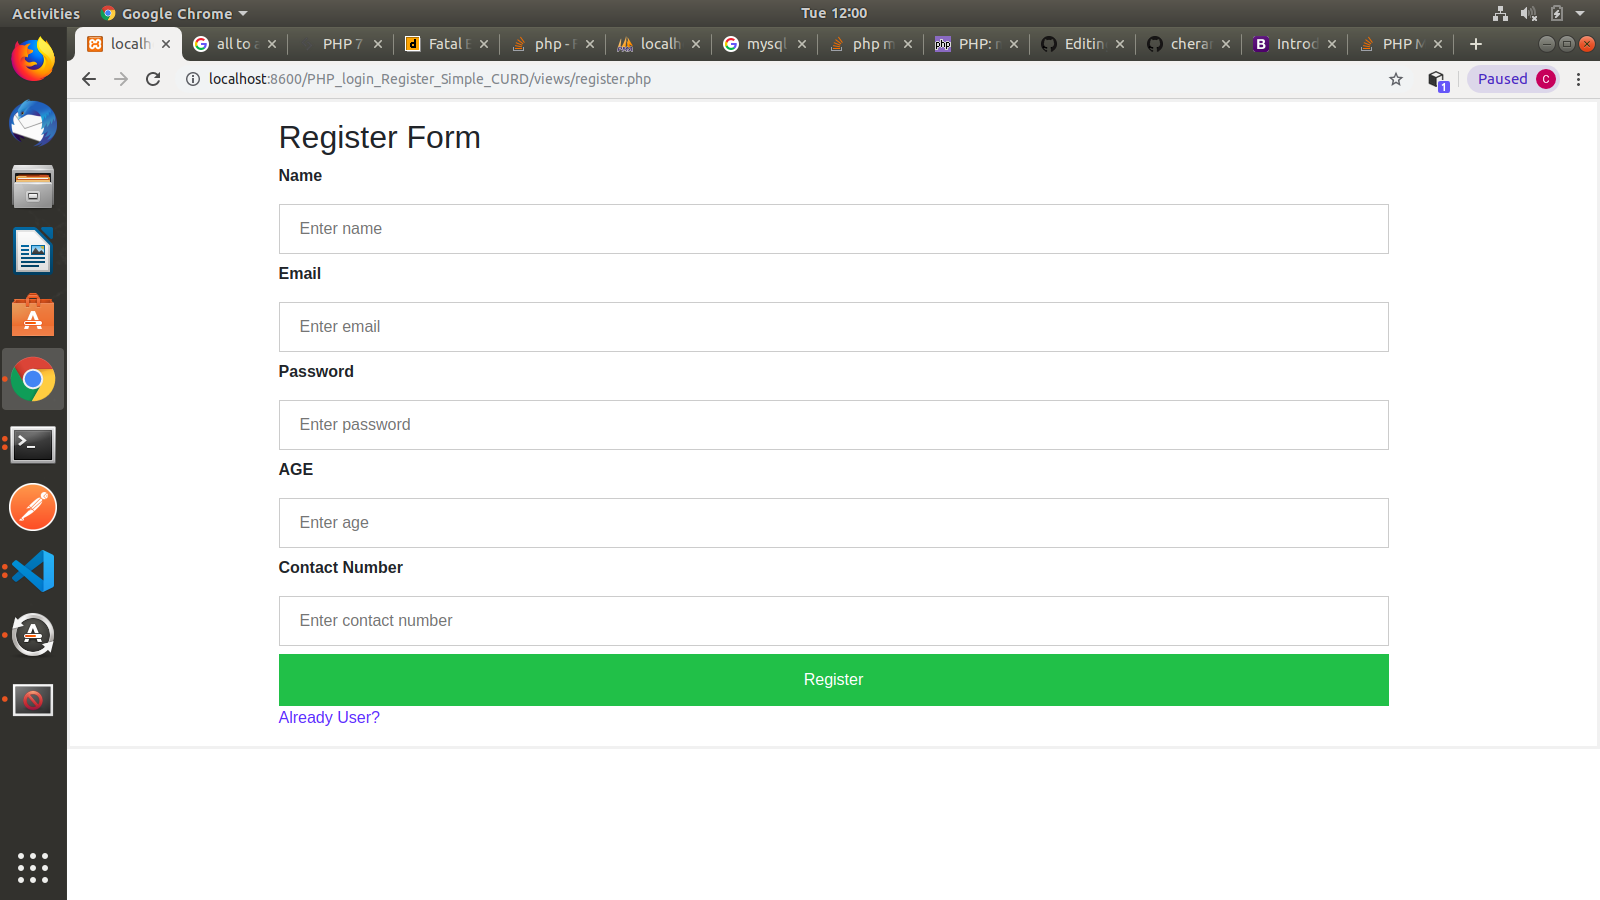 Activities Google Chrome Tue 12:00
localh all to a PHP 7 Fatal E php - F localh mysql php m PHP: r Editin cheran Introd PHP M
localhost:8600/PHP_login_Register_Simple_CURD/views/register.php 1 Paused C
Register Form
Name
Enter name
Email
Enter email
Password
Enter password
AGE
Enter age
Contact Number
Enter contact number
Register
Already User?